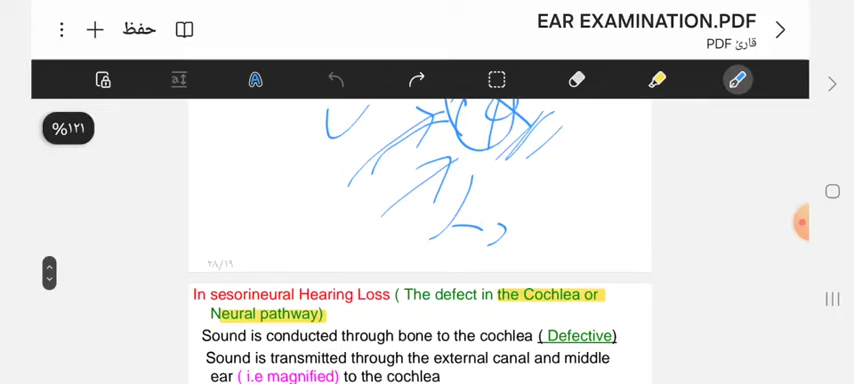 EAR EXAMINATION.PDF
قارئ PDF
حفظ
%١٢١
٢٨/١٩
In sesorineural Hearing Loss ( The defect in the Cochlea or
Neural pathway)
Sound is conducted through bone to the cochlea ( Defective)
Sound is transmitted through the external canal and middle
ear ( i.e magnified) to the cochlea